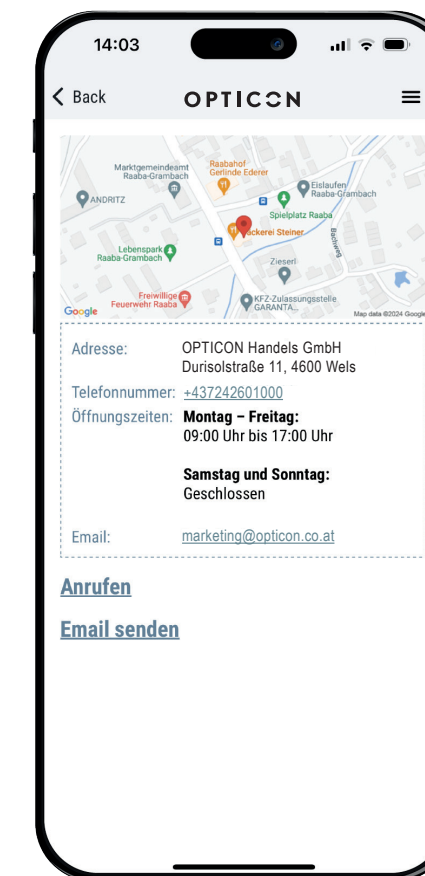 14:03
Back
OPTICON
Marktgemeindeamt
Raaba-Grambach
Raabahof
Gerlinde Ederer
ANDRITZ
Eislaufen
Raaba-Grambach
Spielplatz Raaba
ckerei Steiner
Bachweg
Lebenspark
Raaba-Grambach
Zieserl
Freiwillige
Feuerwehr Raaba
KFZ-Zulassungsstelle
GARANTA...
Google
Map data ©2024 Google
Adresse: OPTICON Handels GmbH
Durisolstraße 11, 4600 Wels
Telefonnummer: +437242601000
Öffnungszeiten: Montag – Freitag:
09:00 Uhr bis 17:00 Uhr
Samstag und Sonntag:
Geschlossen
Email: marketing@opticon.co.at
Anrufen
Email senden